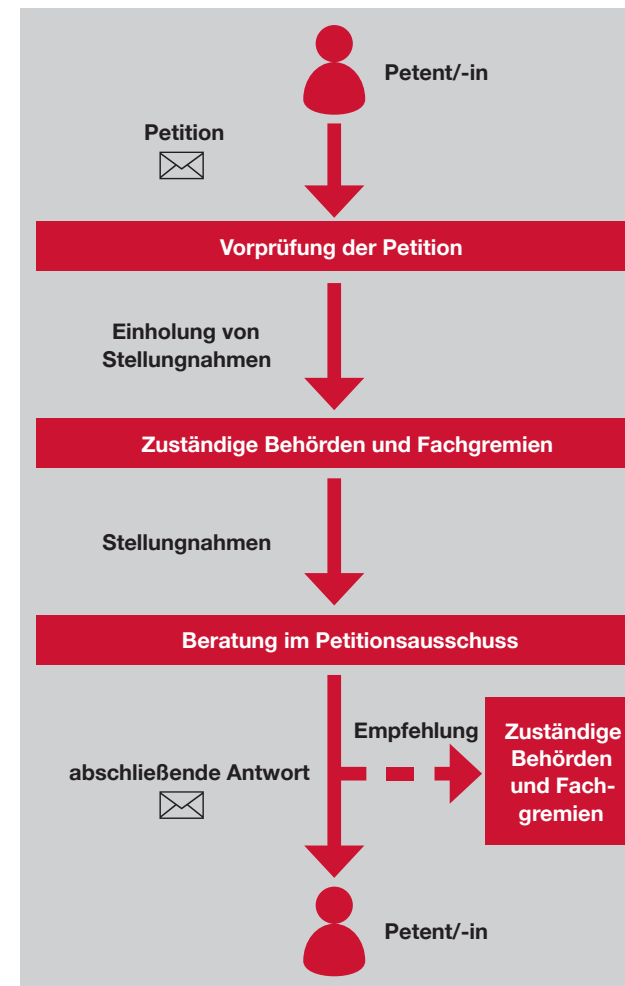 Petent/-in
Petition
Vorprüfung der Petition
Einholung von
Stellungnahmen
Zuständige Behörden und Fachgremien
Stellungnahmen
Beratung im Petitionsausschuss
Empfehlung
Zuständige
Behörden
und Fach-
gremien
abschließende Antwort
Petent/-in